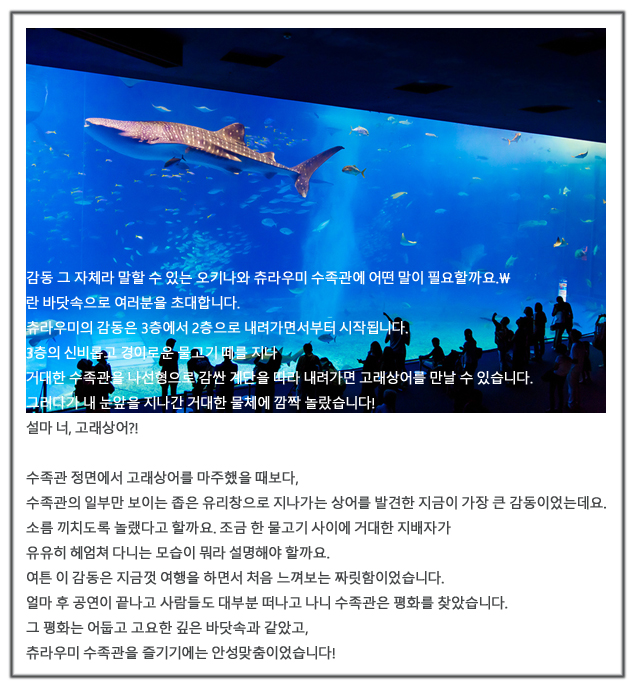 감동 그 자체라 말할 수 있는 오키나와 츄라우미 수족관에 어떤 말이 필요할까요.₩
란 바닷속으로 여러분을 초대합니다.
츄라우미의 감동은 3층에서 2층으로 내려가면서부터 시작됩니다.
3층의 신비롭고 경이로운 물고기 떼를 지나
거대한 수족관을 나선형으로 감싼 계단을 따라 내려가면 고래상어를 만날 수 있습니다.
그러다가 내 눈앞을 지나간 거대한 물체에 깜짝 놀랐습니다!
설마 너, 고래상어?!
수족관 정면에서 고래상어를 마주했을 때보다,
수족관의 일부만 보이는 좁은 유리창으로 지나가는 상어를 발견한 지금이 가장 큰 감동이었는데요.
소름 끼치도록 놀랬다고 할까요. 조금 한 물고기 사이에 거대한 지배자가
유유히 헤엄쳐 다니는 모습이 뭐라 설명해야 할까요.
여튼 이 감동은 지금껏 여행을 하면서 처음 느껴보는 짜릿함이었습니다.
얼마 후 공연이 끝나고 사람들도 대부분 떠나고 나니 수족관은 평화를 찾았습니다.
그 평화는 어둡고 고요한 깊은 바닷속과 같았고,
츄라우미 수족관을 즐기기에는 안성맞춤이었습니다!